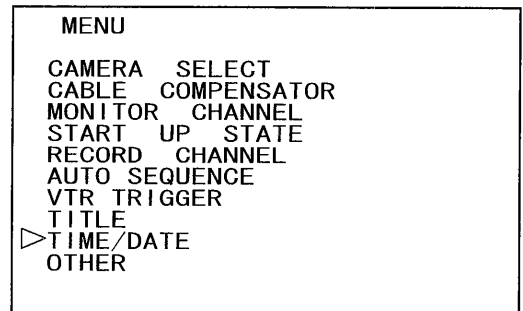 MENU
CAMERA SELECT
CABLE COMPENSATOR
MONITOR CHANNEL
START UP STATE
RECORD CHANNEL
AUTO SEQUENCE
VTR TRIGGER
TITLE
▷TIME/DATE
OTHER